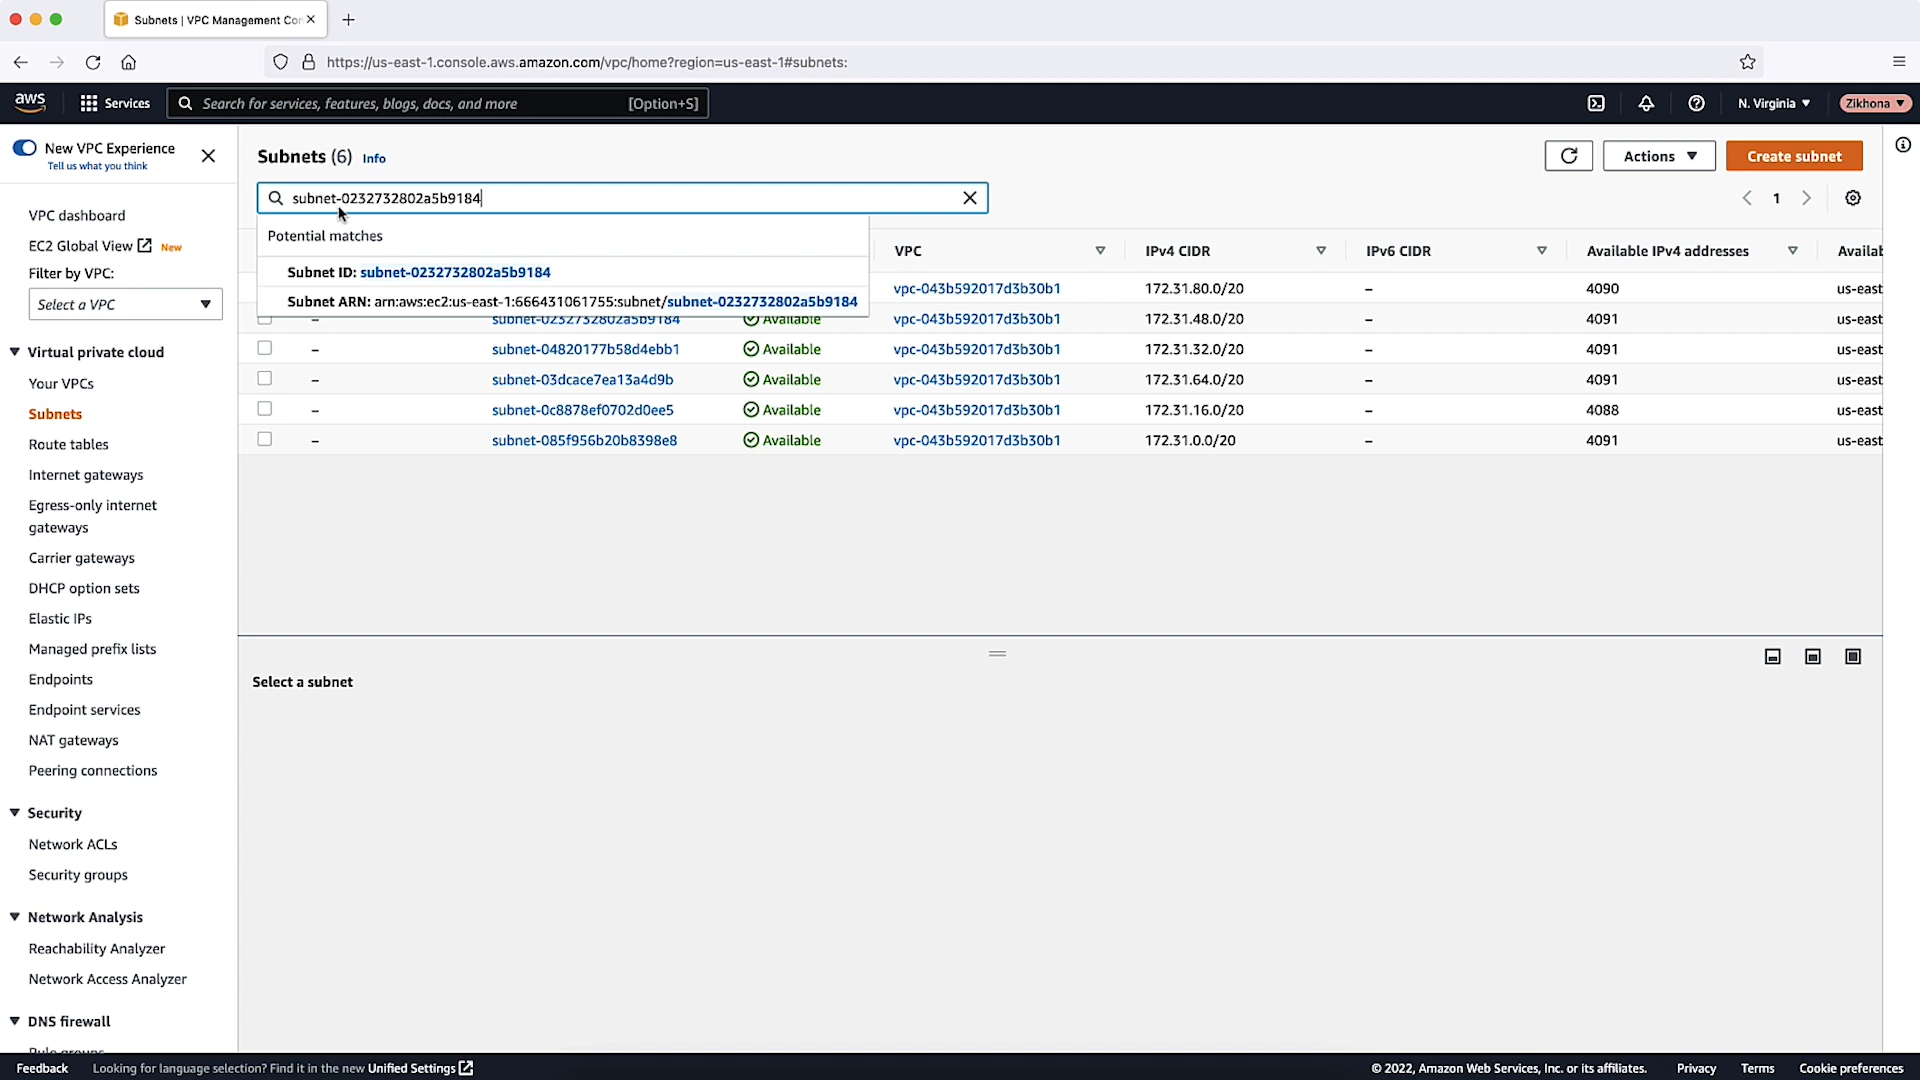 Subnets | VPC Management Con
https://us-east-1.console.aws.amazon.com/vpc/home?region=us-east-1#subnets:
aws
Services
Search for services, features, blogs, docs, and more [Option+S]
N. Virginia
Zikhona
New VPC Experience
Tell us what you think
VPC dashboard
EC2 Global View New
Filter by VPC:
Select a VPC
Virtual private cloud
Your VPCs
Subnets
Route tables
Internet gateways
Egress-only internet
gateways
Carrier gateways
DHCP option sets
Elastic IPs
Managed prefix lists
Endpoints
Endpoint services
NAT gateways
Peering connections
Security
Network ACLs
Security groups
Network Analysis
Reachability Analyzer
Network Access Analyzer
DNS firewall
Rule groups
Subnets (6) Info
Actions
Create subnet
subnet-0232732802a5b9184
1
Potential matches
Subnet ID: subnet-0232732802a5b9184
Subnet ARN: arn:aws:ec2:us-east-1:666431061755:subnet/subnet-0232732802a5b9184
VPC IPv4 CIDR IPv6 CIDR Available IPv4 addresses Availab
vpc-043b592017d3b30b1 172.31.80.0/20 – 4090 us-east
– subnet-0232732802a5b9184 Available vpc-043b592017d3b30b1 172.31.48.0/20 – 4091 us-east
– subnet-04820177b58d4ebb1 Available vpc-043b592017d3b30b1 172.31.32.0/20 – 4091 us-east
– subnet-03dcace7ea13a4d9b Available vpc-043b592017d3b30b1 172.31.64.0/20 – 4091 us-east
– subnet-0c8878ef0702d0ee5 Available vpc-043b592017d3b30b1 172.31.16.0/20 – 4088 us-east
– subnet-085f956b20b8398e8 Available vpc-043b592017d3b30b1 172.31.0.0/20 – 4091 us-east
Select a subnet
Feedback
Looking for language selection? Find it in the new Unified Settings
© 2022, Amazon Web Services, Inc. or its affiliates.
Privacy
Terms
Cookie preferences